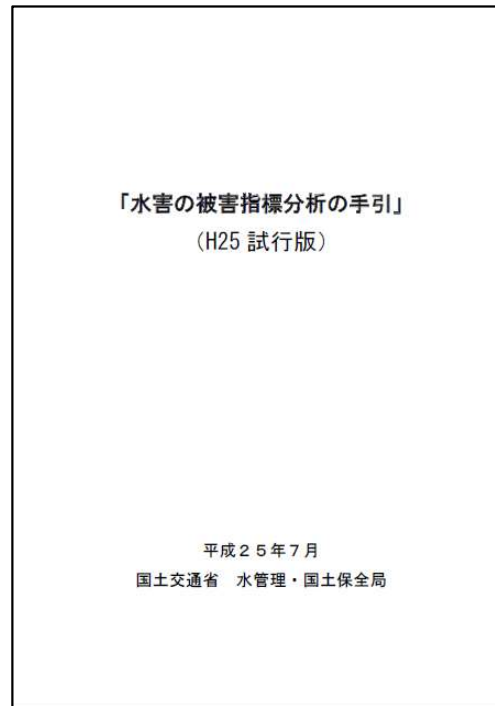 「水害の被害指標分析の手引」
（H25 試行版）
平成２５年７月
国土交通省　水管理・国土保全局